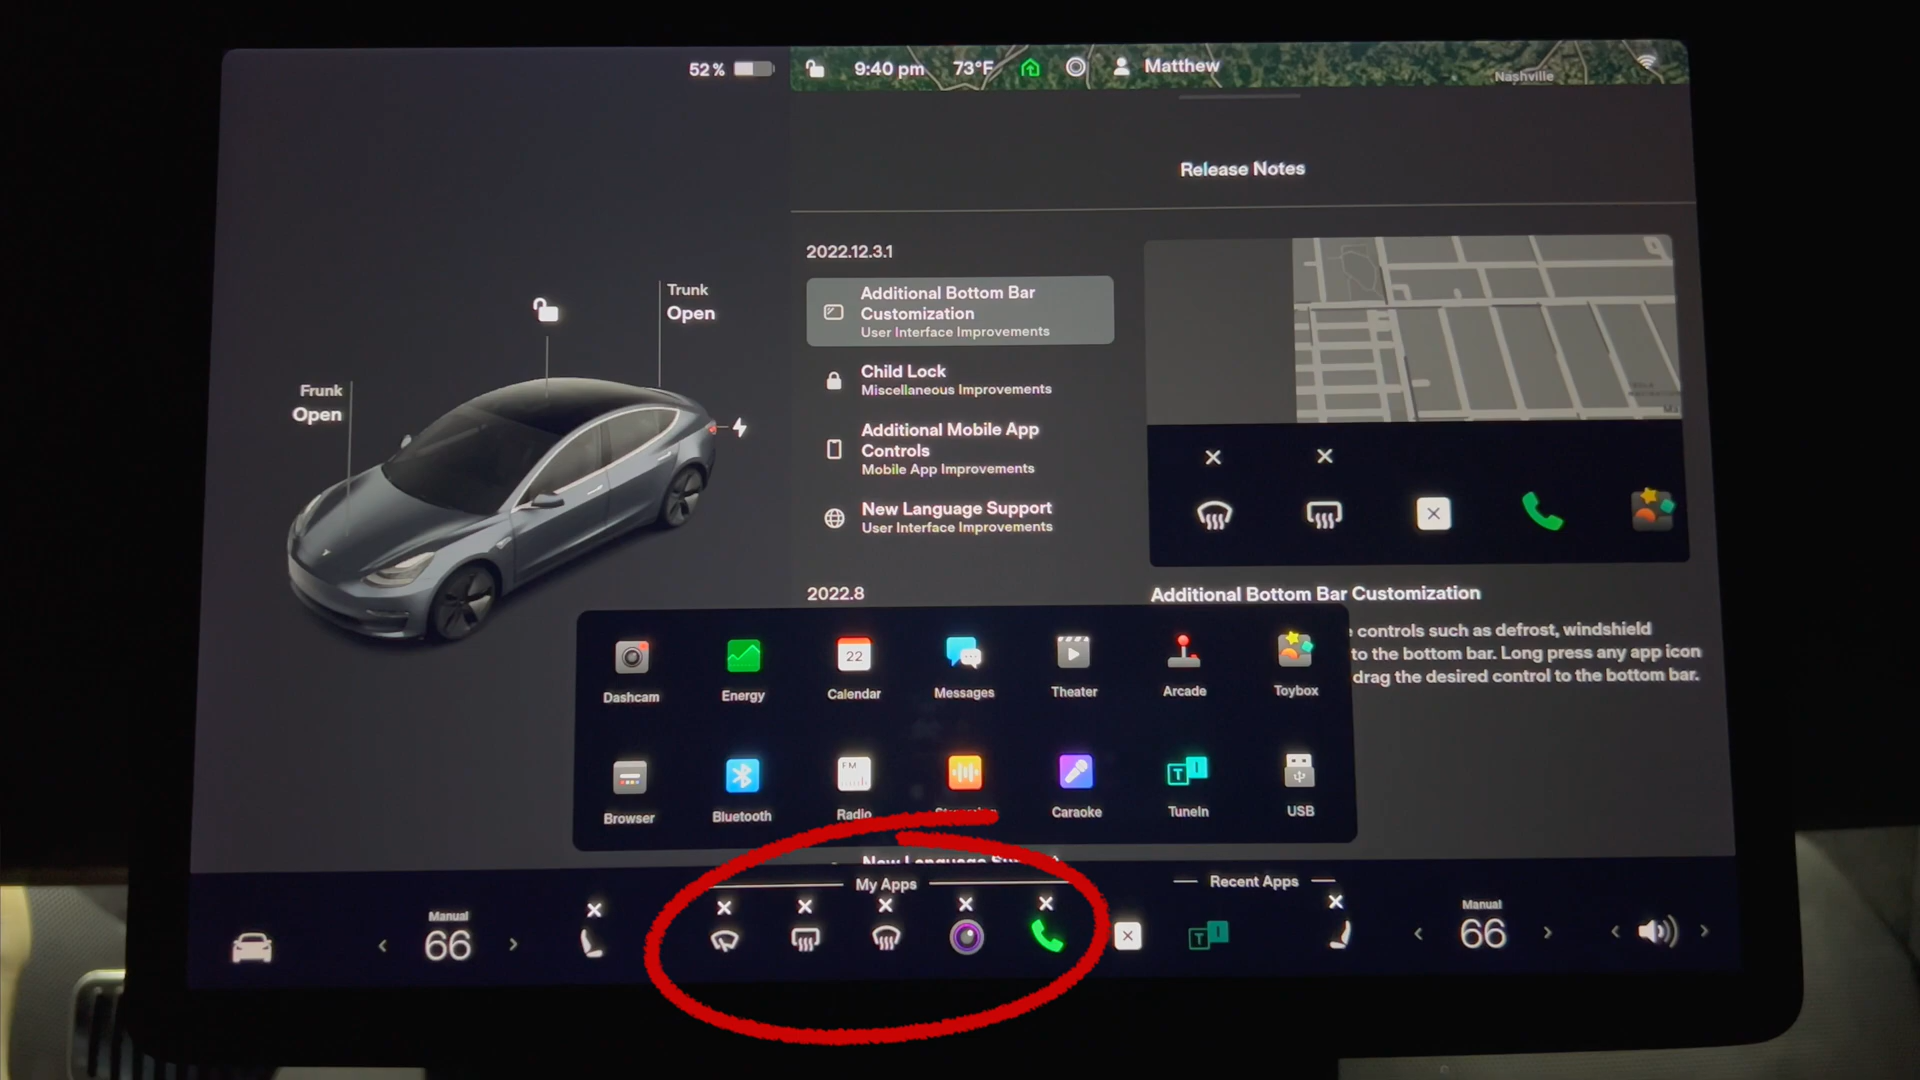 52 %
9:40 pm
73°F
Matthew
Nashville
Release Notes
2022.12.3.1
Additional Bottom Bar
Customization
User Interface Improvements
Child Lock
Miscellaneous Improvements
Additional Mobile App
Controls
Mobile App Improvements
New Language Support
User Interface Improvements
2022.8
Trunk
Open
Frunk
Open
Additional Bottom Bar Customization
controls such as defrost, windshield
to the bottom bar. Long press any app icon
drag the desired control to the bottom bar.
Dashcam
Energy
22
Calendar
Messages
Theater
Arcade
Toybox
Browser
Bluetooth
FM
Radio
Caraoke
T I
TuneIn
USB
New Language
My Apps
Recent Apps
Manual
66
T I
Manual
66